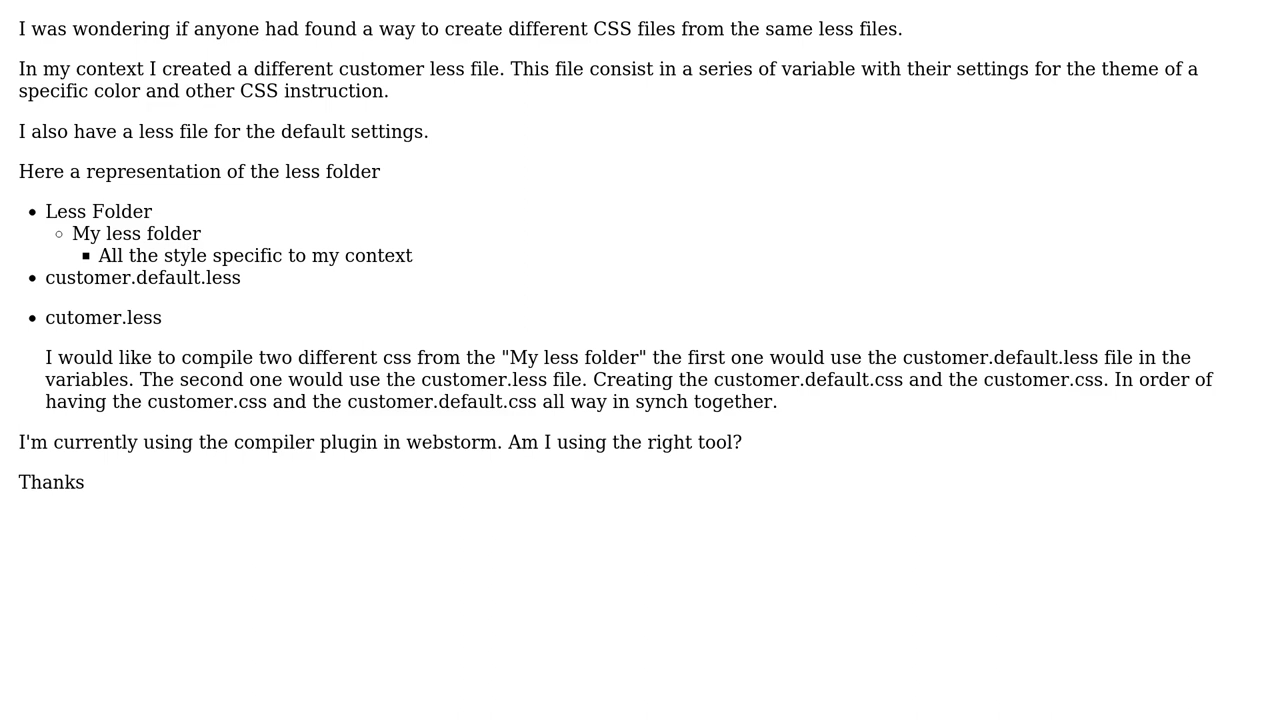 I was wondering if anyone had found a way to create different CSS files from the same less files.
In my context I created a different customer less file. This file consist in a series of variable with their settings for the theme of a
specific color and other CSS instruction.
I also have a less file for the default settings.
Here a representation of the less folder
Less Folder
My less folder
All the style specific to my context
customer.default.less
cutomer.less
I would like to compile two different css from the "My less folder" the first one would use the customer.default.less file in the
variables. The second one would use the customer.less file. Creating the customer.default.css and the customer.css. In order of
having the customer.css and the customer.default.css all way in synch together.
I'm currently using the compiler plugin in webstorm. Am I using the right tool?
Thanks